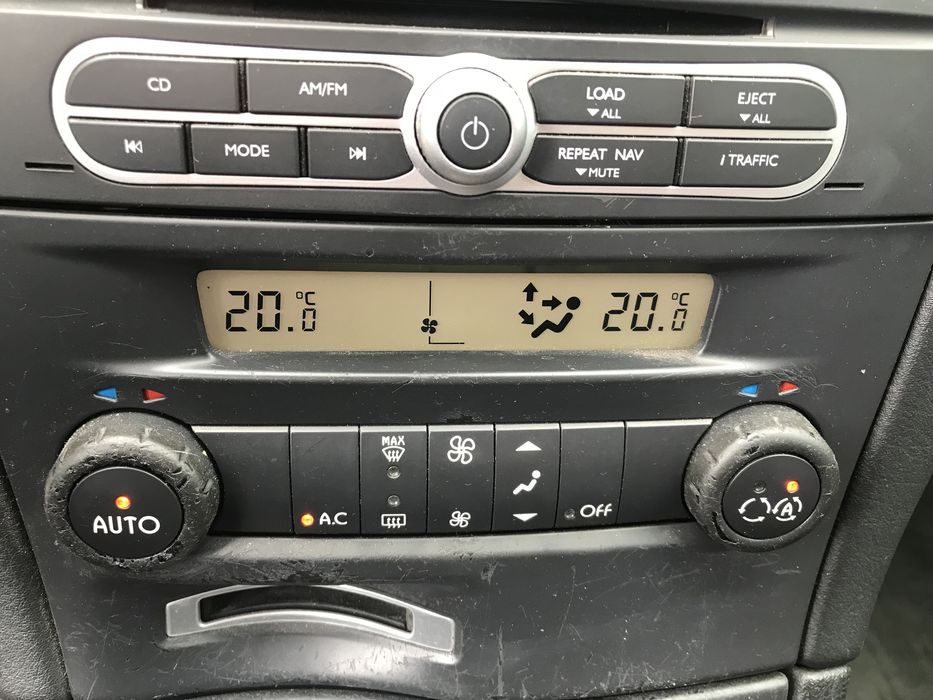 CD
AM/FM
LOAD
ALL
EJECT
ALL
MODE
REPEAT NAV
MUTE
i TRAFFIC
20.0 °C
20.0 °C
AUTO
A.C
MAX
OFF
A